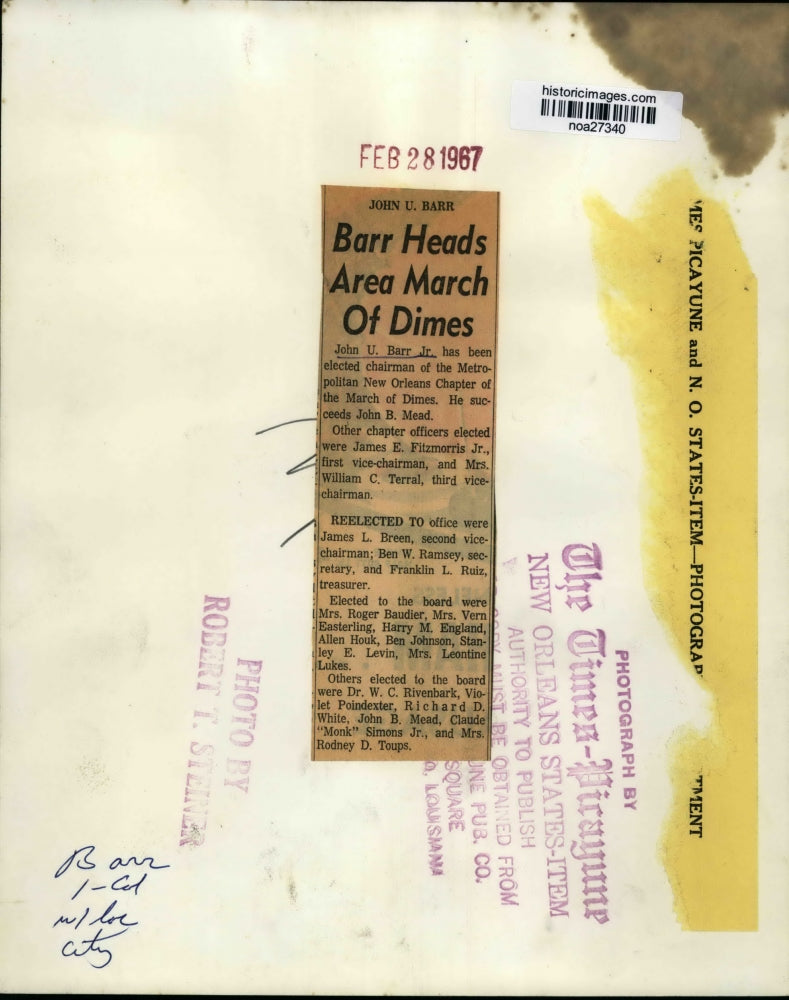 historicimages.com
noa27340
FEB 28 1967
JOHN U. BARR
Barr Heads
Area March
Of Dimes
John U. Barr Jr. has been
elected chairman of the Metro-
politan New Orleans Chapter of
the March of Dimes. He suc-
ceeds John B. Mead.
Other chapter officers elected
were James E. Fitzmorris Jr.,
first vice-chairman, and Mrs.
William C. Terral, third vice-
chairman.
REELECTED TO office were
James L. Breen, second vice-
chairman; Ben W. Ramsey, sec-
retary, and Franklin L. Ruiz,
treasurer.
Elected to the board were
Mrs. Roger Baudier, Mrs. Vern
Easterling, Harry M. England,
Allen Houk, Ben Johnson, Stan-
ley E. Levin, Mrs. Leontine
Lukes.
Others elected to the board
were Dr. W. C. Rivenbark, Vio-
let Poindexter, Richard D.
White, John B. Mead, Claude
"Monk" Simons Jr., and Mrs.
Rodney D. Toups.
MES PICAYUNE and N. O. STATES-ITEM—PHOTOGRAP
TMENT
PHOTOGRAPH BY
The Times-Picayune
NEW ORLEANS STATES-ITEM
AUTHORITY TO PUBLISH
COPY MUST BE OBTAINED FROM
UNE PUB. CO.
SQUARE
LOUISIANA
PHOTO BY
ROBERT T. STEINER
Barr
1-Col
w/loc
city